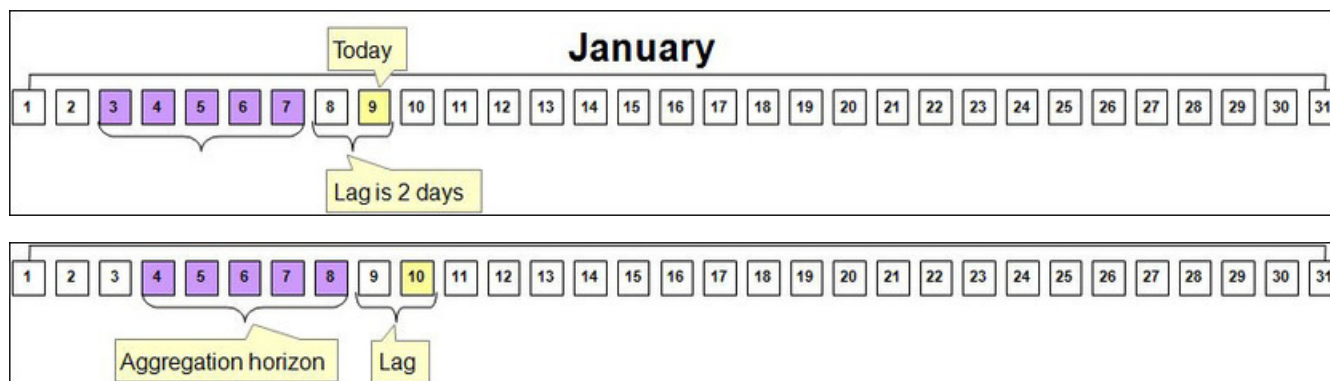 Today
January
1 2 3 4 5 6 7 8 9 10 11 12 13 14 15 16 17 18 19 20 21 22 23 24 25 26 27 28 29 30 31
Lag is 2 days
1 2 3 4 5 6 7 8 9 10 11 12 13 14 15 16 17 18 19 20 21 22 23 24 25 26 27 28 29 30 31
Aggregation horizon
Lag